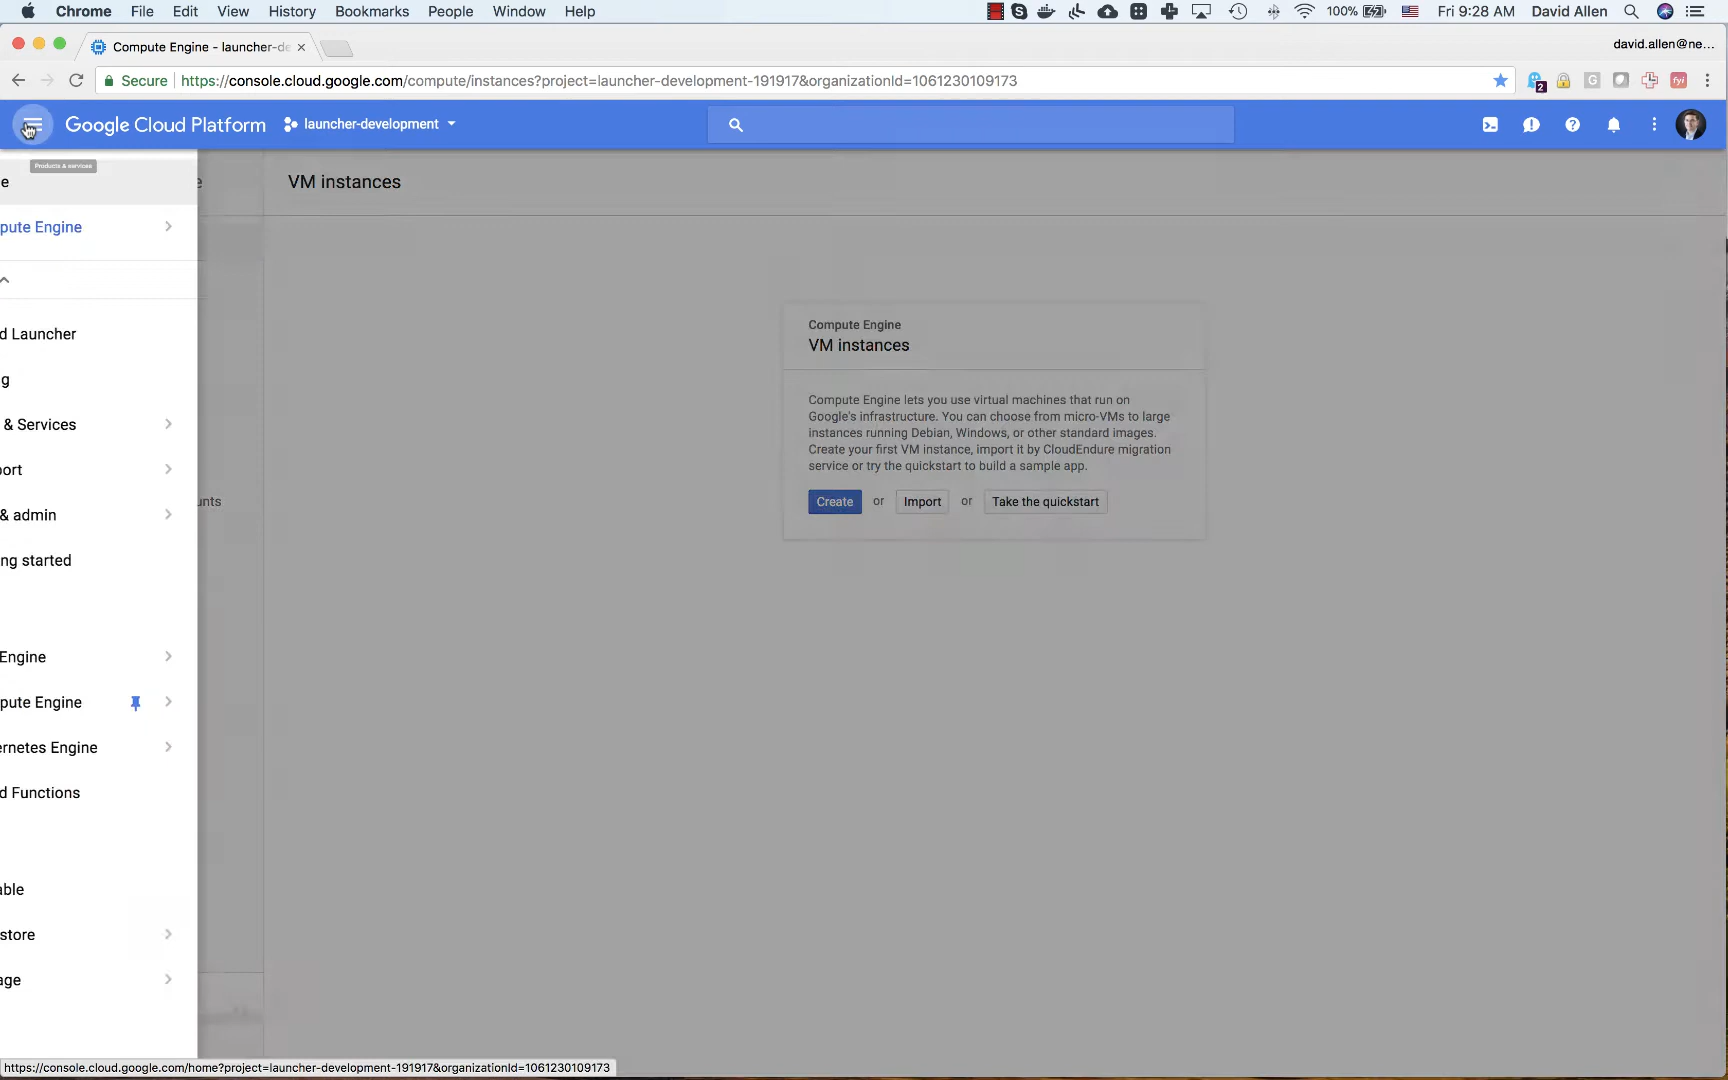 Chrome File Edit View History Bookmarks People Window Help 100% Fri 9:28 AM David Allen
Compute Engine - launcher-de david.allen@ne...
Secure https://console.cloud.google.com/compute/instances?project=launcher-development-191917&organizationId=1061230109173 2 G fyi
Google Cloud Platform launcher-development
Products & services
e e VM instances
pute Engine
d Launcher
g
& Services
port
& admin
ng started
Engine
pute Engine
ernetes Engine
d Functions
able
store
age
unts
Compute Engine
VM instances
Compute Engine lets you use virtual machines that run on
Google's infrastructure. You can choose from micro-VMs to large
instances running Debian, Windows, or other standard images.
Create your first VM instance, import it by CloudEndure migration
service or try the quickstart to build a sample app.
Create or Import or Take the quickstart
https://console.cloud.google.com/home?project=launcher-development-191917&organizationId=1061230109173